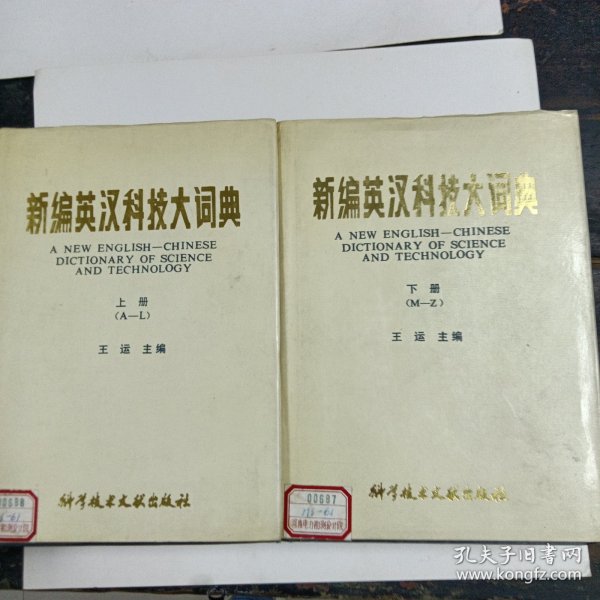 新编英汉科技大词典
A NEW ENGLISH—CHINESE
DICTIONARY OF SCIENCE
AND TECHNOLOGY
上 册
(A—L)
王 运 主编
科学技术文献出版社
新编英汉科技大词典
A NEW ENGLISH—CHINESE
DICTIONARY OF SCIENCE
AND TECHNOLOGY
下 册
(M—Z)
王 运 主编
00687
科学技术文献出版社
孔夫子旧书网
www.kongfz.com